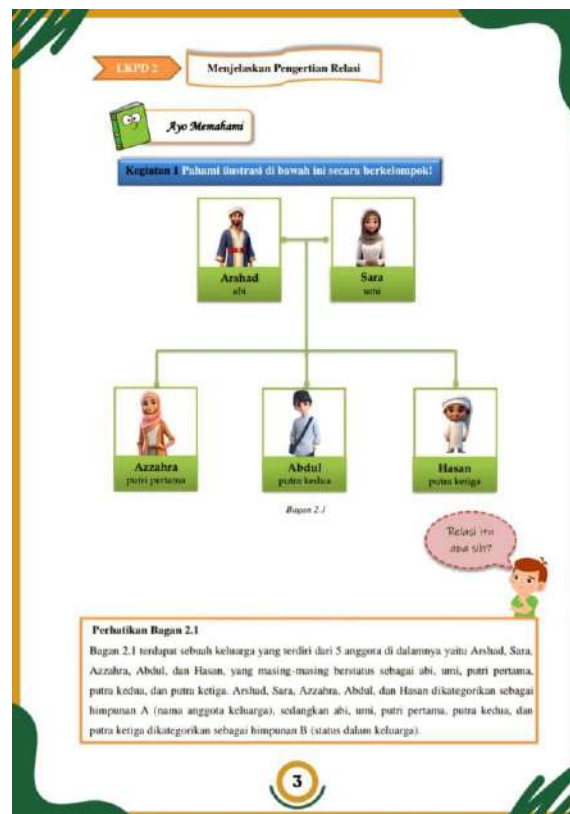 LKPD 2
Menjelaskan Pengertian Relasi
Ayo Memahami
Kegiatan 1 Pahami ilustrasi di bawah ini secara berkelompok!
Arshad
abi
Sara
umi
Azzahra
putri pertama
Abdul
putra kedua
Hasan
putra ketiga
Bagan 2.1
Relasi itu
apa sih?
Perhatikan Bagan 2.1
Bagan 2.1 terdapat sebuah keluarga yang terdiri dari 5 anggota di dalamnya yaitu Arshad, Sara,
Azzahra, Abdul, dan Hasan, yang masing-masing berstatus sebagai abi, umi, putri pertama,
putra kedua, dan putra ketiga. Arshad, Sara, Azzahra, Abdul, dan Hasan dikategorikan sebagai
himpunan A (nama anggota keluarga), sedangkan abi, umi, putri pertama, putra kedua, dan
putra ketiga dikategorikan sebagai himpunan B (status dalam keluarga).
3